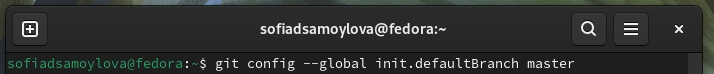 sofiadsamoylova@fedora:~
sofiadsamoylova@fedora:~$ git config --global init.defaultBranch master